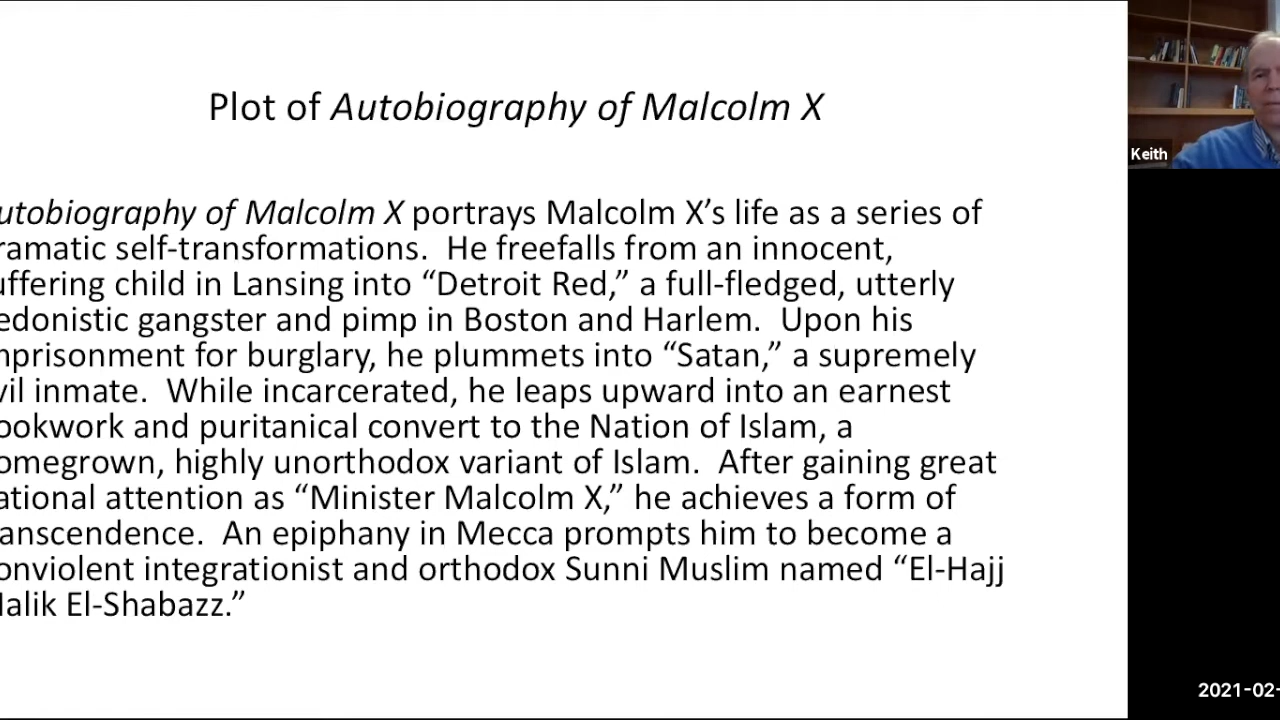 Plot of Autobiography of Malcolm X
Keith
utobiography of Malcolm X portrays Malcolm X’s life as a series of
ramatic self-transformations.  He freefalls from an innocent,
uffering child in Lansing into “Detroit Red,” a full-fledged, utterly
edonistic gangster and pimp in Boston and Harlem.  Upon his
nprisonment for burglary, he plummets into “Satan,” a supremely
vil inmate.  While incarcerated, he leaps upward into an earnest
ookwork and puritanical convert to the Nation of Islam, a
omegrown, highly unorthodox variant of Islam.  After gaining great
ational attention as “Minister Malcolm X,” he achieves a form of
anscendence.  An epiphany in Mecca prompts him to become a
onviolent integrationist and orthodox Sunni Muslim named “El-Hajj
alik El-Shabazz.”
2021-02-